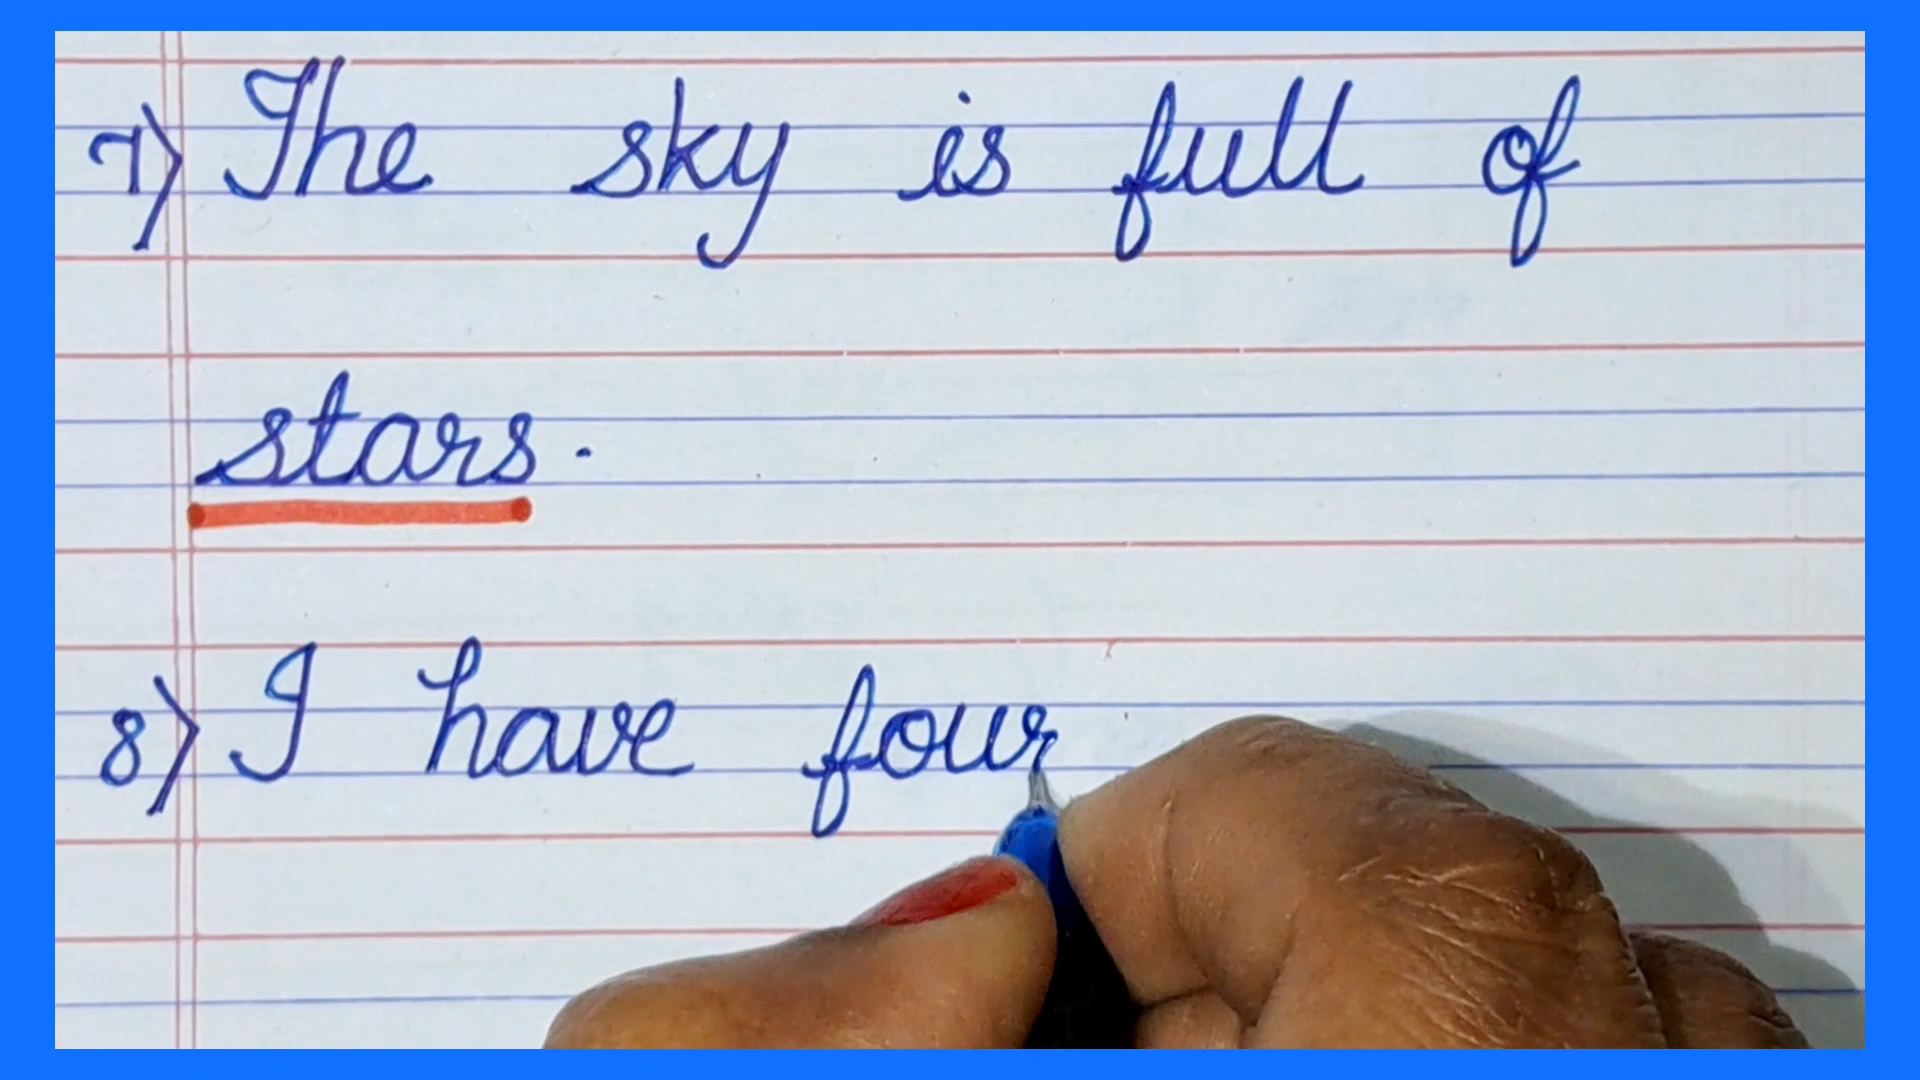 7) The sky is full of
stars.
8) I have four